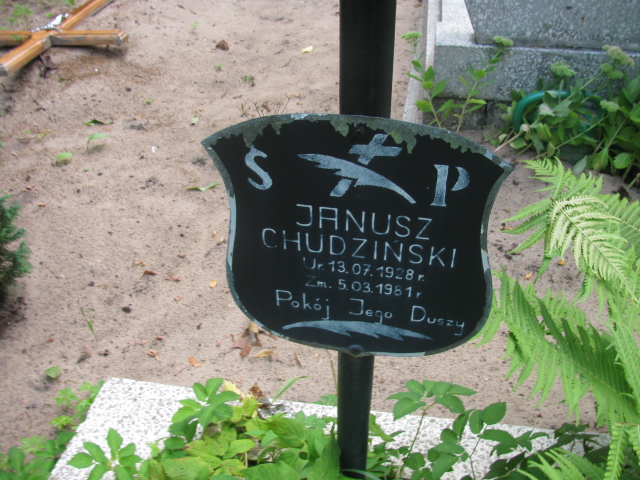 Ś P
JANUSZ
CHUDZIŃSKI
Ur. 13.07.1928 r.
Zm. 5.03.1981 r
Pokój Jego Duszy